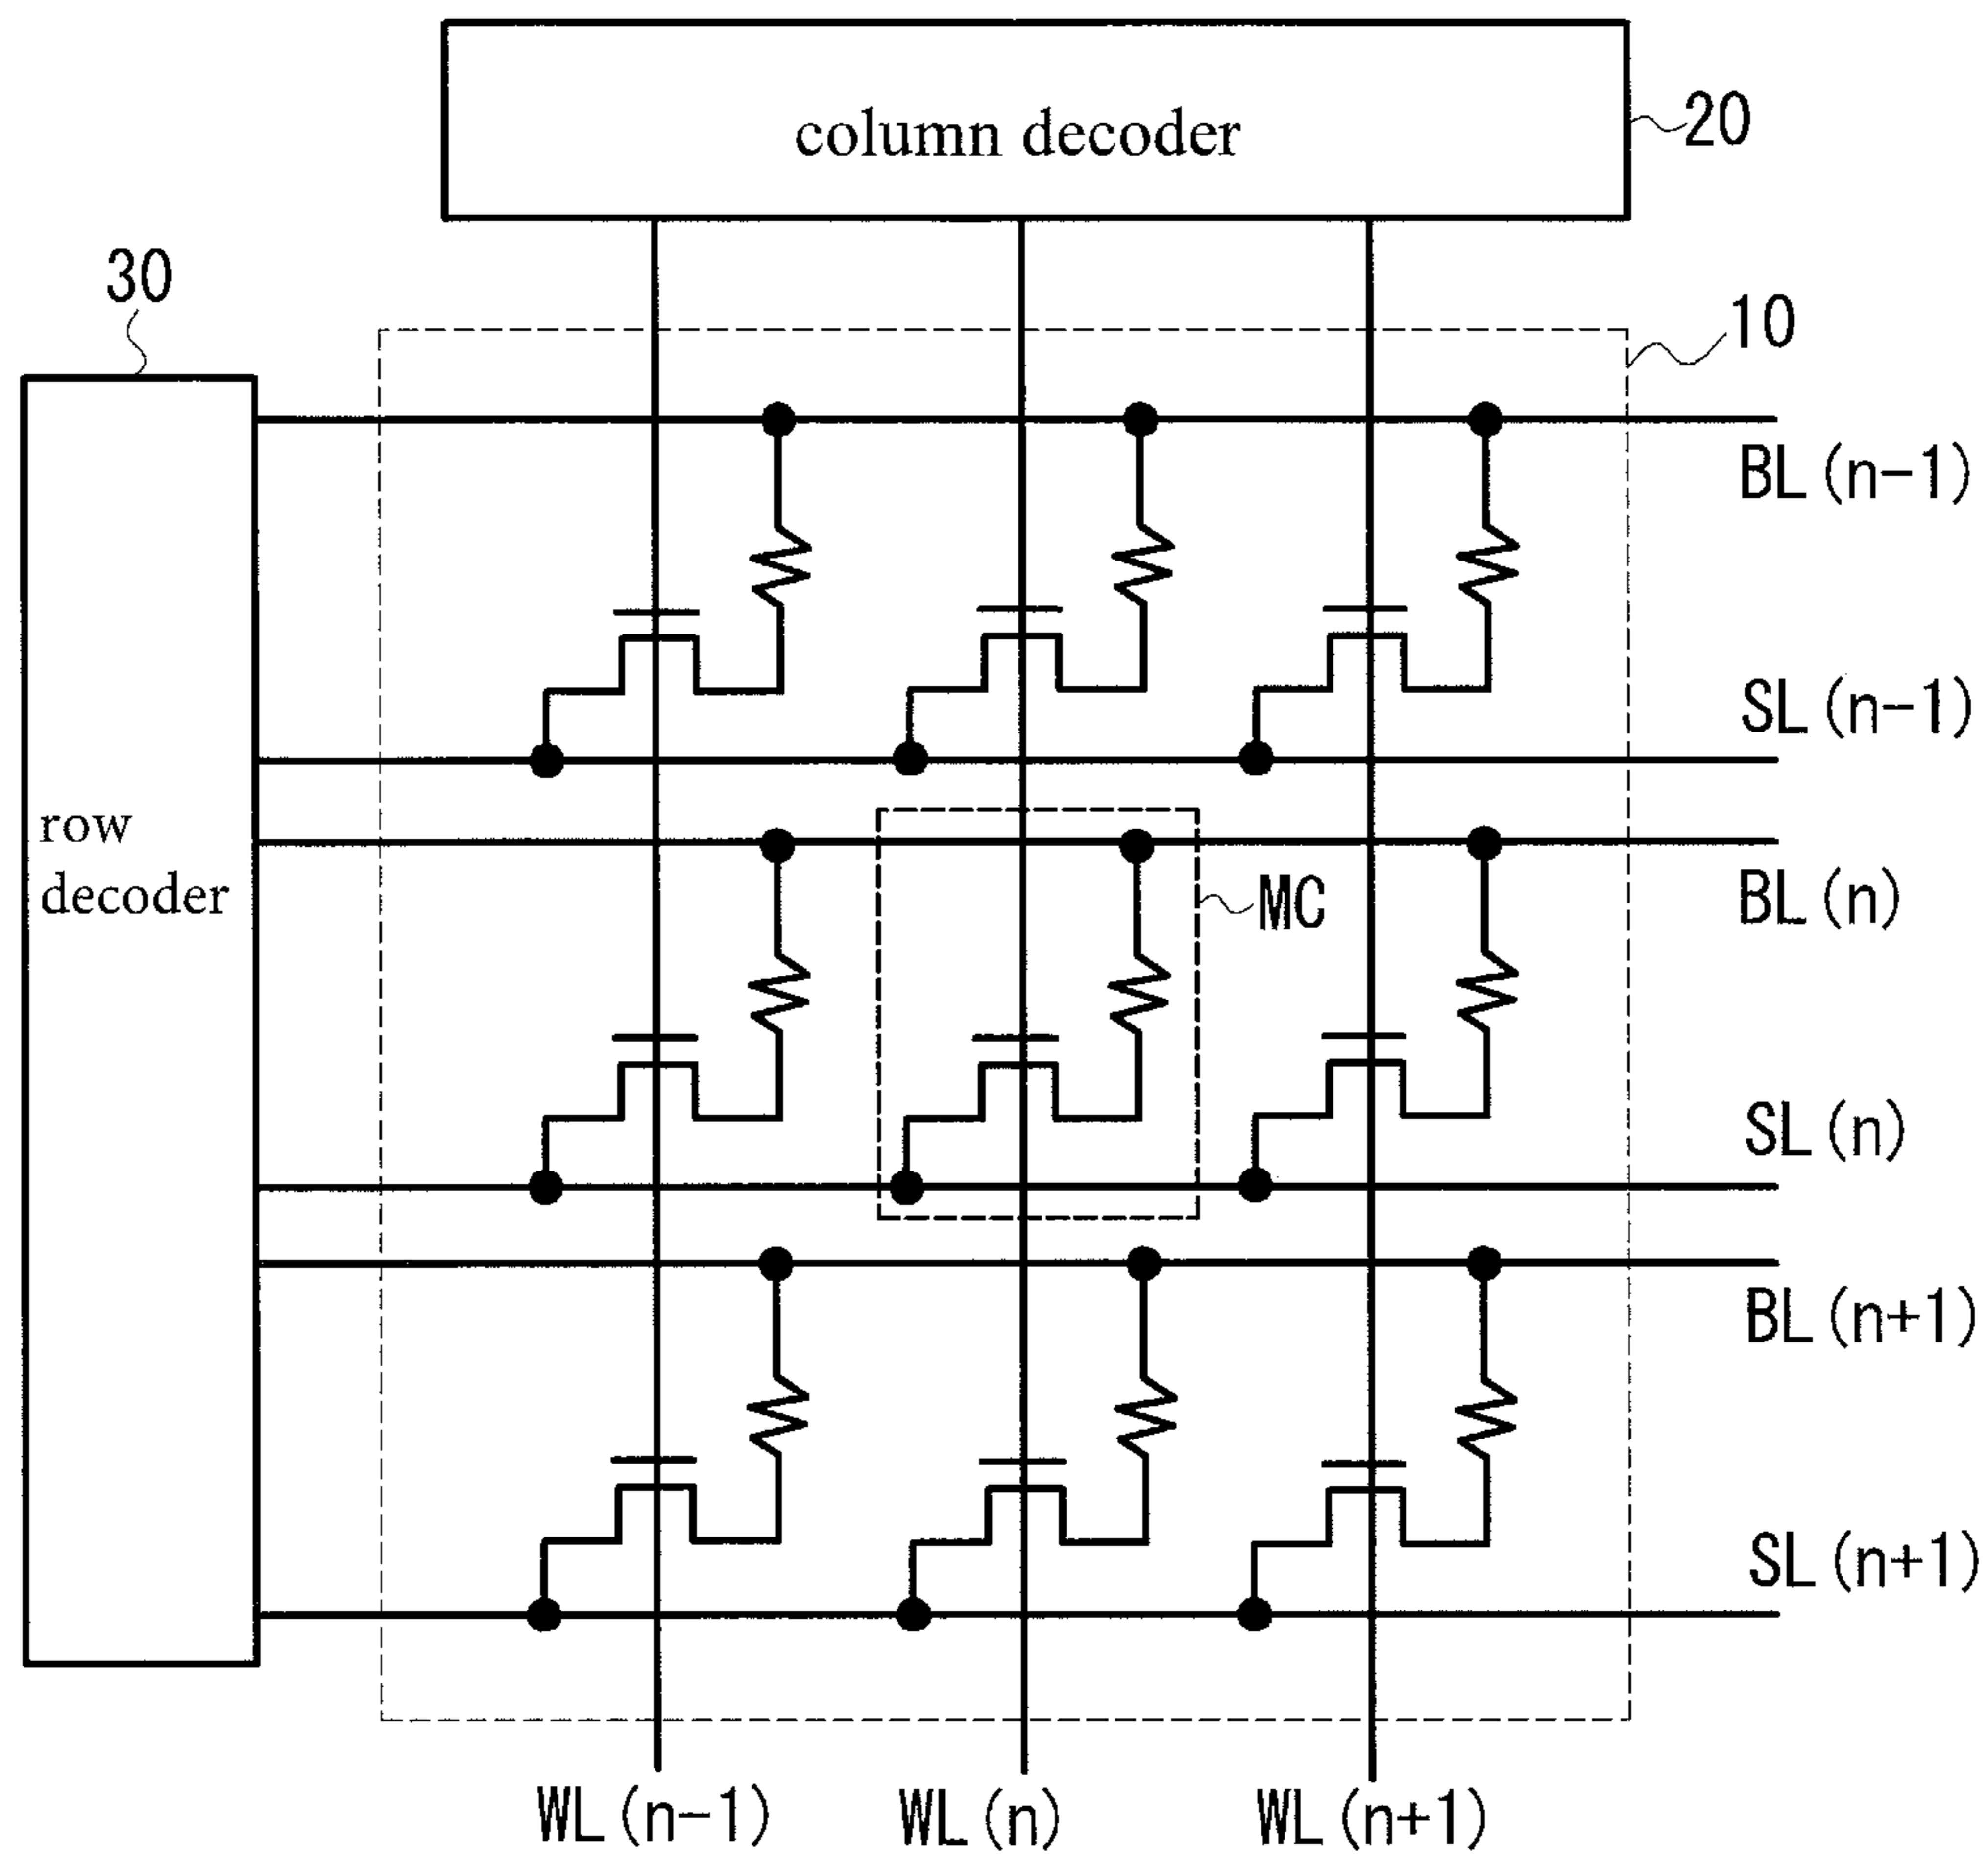 column decoder
20
30
10
BL(n-1)
SL(n-1)
row
decoder
BL(n)
MC
SL(n)
BL(n+1)
SL(n+1)
WL(n-1)
WL(n)
WL(n+1)